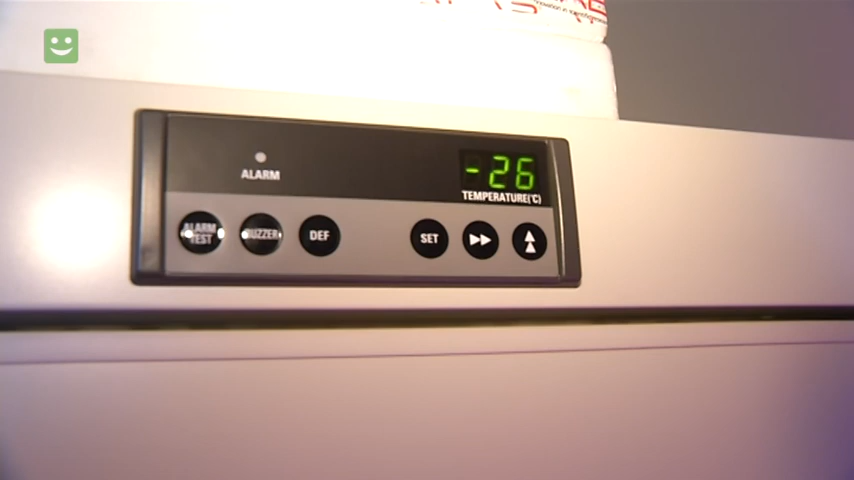 -26
ALARM
TEMPERATURE(℃)
ALARM
TEST
BUZZER
DEF
SET